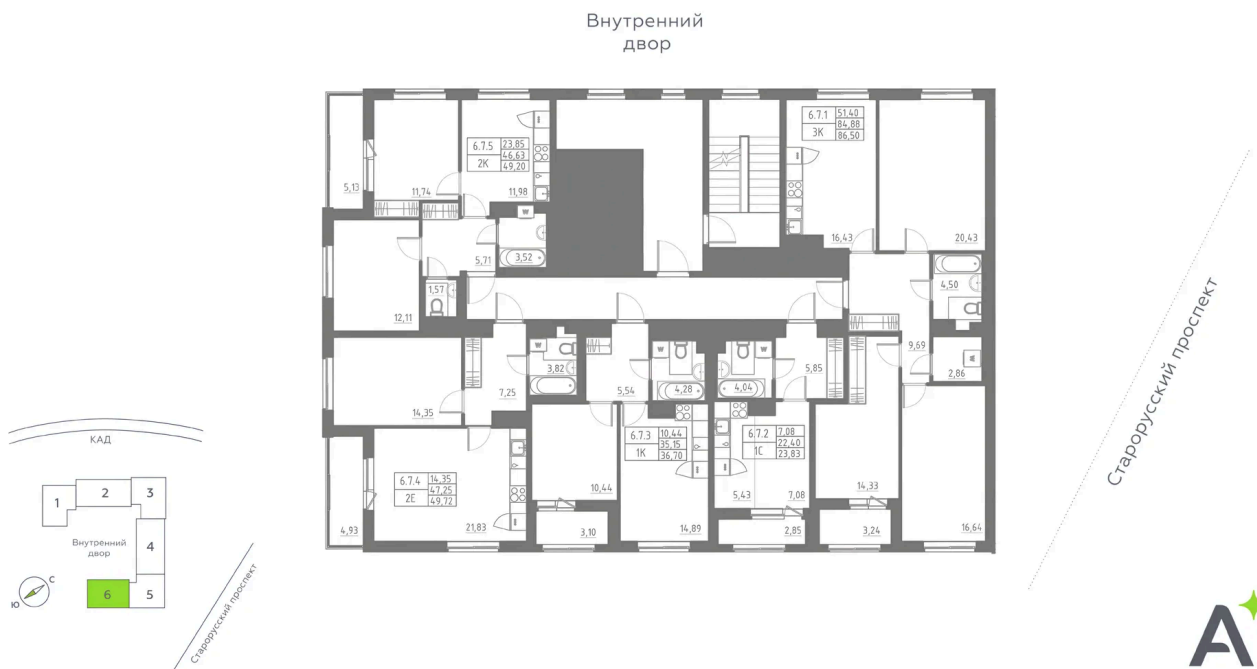 Внутренний
двор
6.7.1 51,40
3К 84,88
86,50
6.7.5 23,85
2К 46,63
49,20
5,13
11,74
11,98
16,43
20,43
5,71
3,52
4,50
1,57
12,11
9,69
2,86
3,82
7,25
14,35
5,54
4,28
4,04
5,85
6.7.4 14,35
2Е 47,25
49,72
6.7.3 10,44
1К 35,15
36,70
6.7.2 7,08
1С 22,40
23,83
10,44
5,43
7,08
14,33
4,93
21,83
3,10
14,89
2,85
3,24
16,64
Старорусский проспект
КАД
1
2
3
4
5
6
Внутренний
двор
С
Ю
Старорусский проспект
W
W
W
W
A